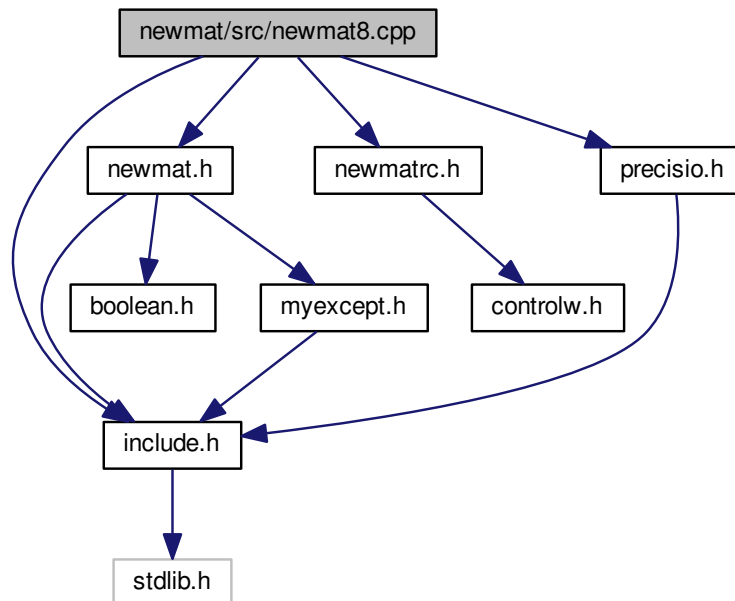 newmat/src/newmat8.cpp
newmat.h
newmatrc.h
precisio.h
boolean.h
myexcept.h
controlw.h
include.h
stdlib.h